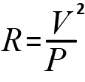 R = V²/P